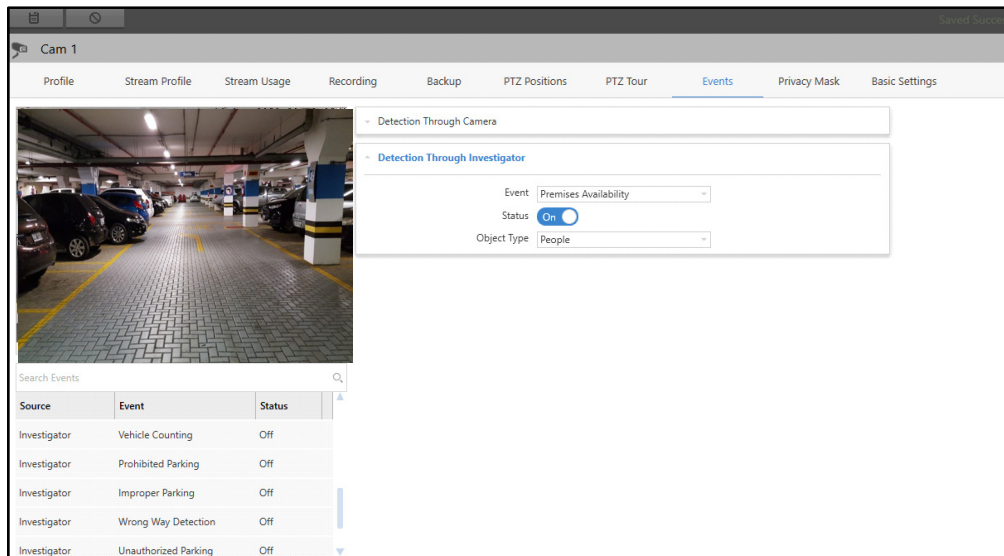 Saved Succe
Cam 1
Profile Stream Profile Stream Usage Recording Backup PTZ Positions PTZ Tour Events Privacy Mask Basic Settings
Detection Through Camera
Detection Through Investigator
Event Premises Availability
Status On
Object Type People
Search Events
Source Event Status
Investigator Vehicle Counting Off
Investigator Prohibited Parking Off
Investigator Improper Parking Off
Investigator Wrong Way Detection Off
Investigator Unauthorized Parking Off